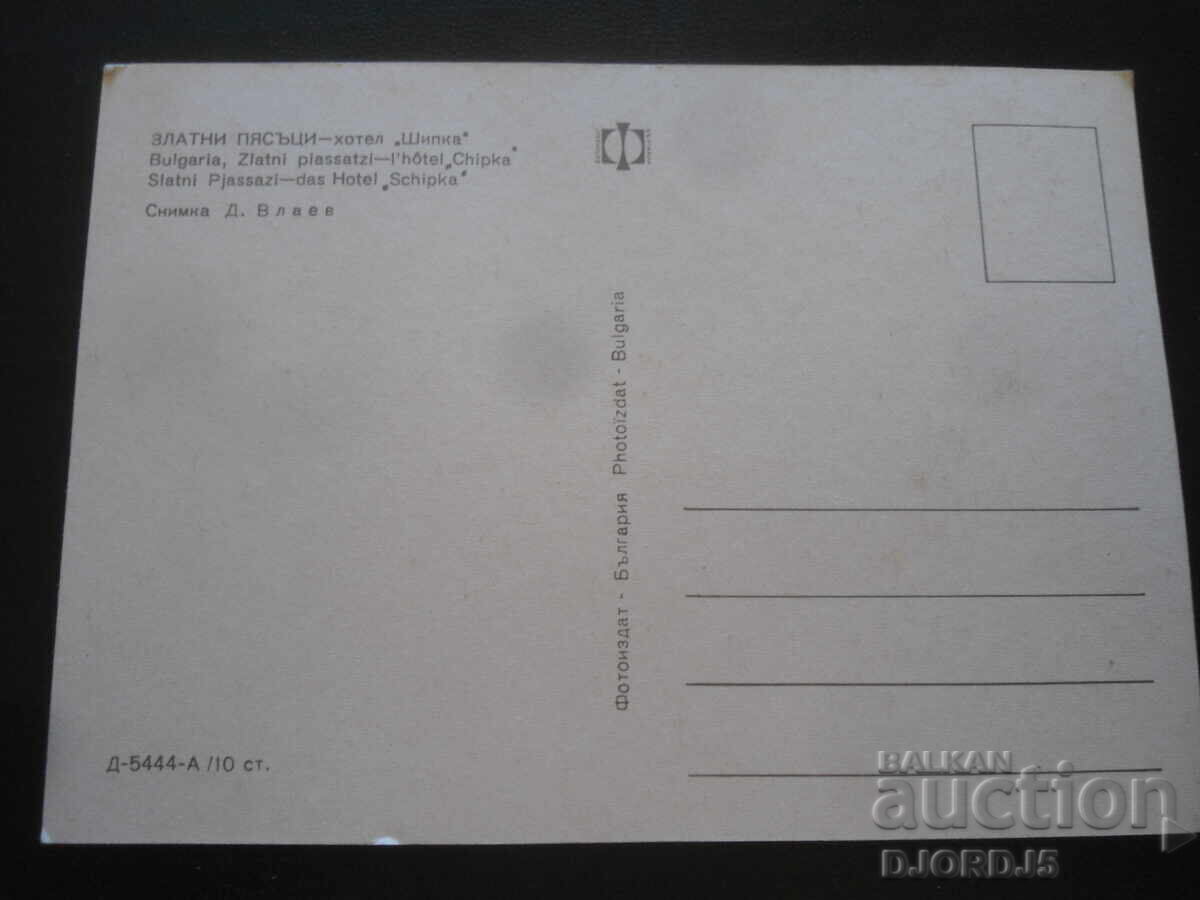 ЗЛАТНИ ПЯСЪЦИ—хотел „Шипка“
Bulgaria, Zlatni piassatzi—l'hôtel „Chipka“
Slatni Pjassazi—das Hotel „Schipka“
Снимка Д. Влаев
Фотоиздат - България Photoizdat - Bulgaria
Д-5444-А /10 ст.
BALKAN
auction
DJORDJ5